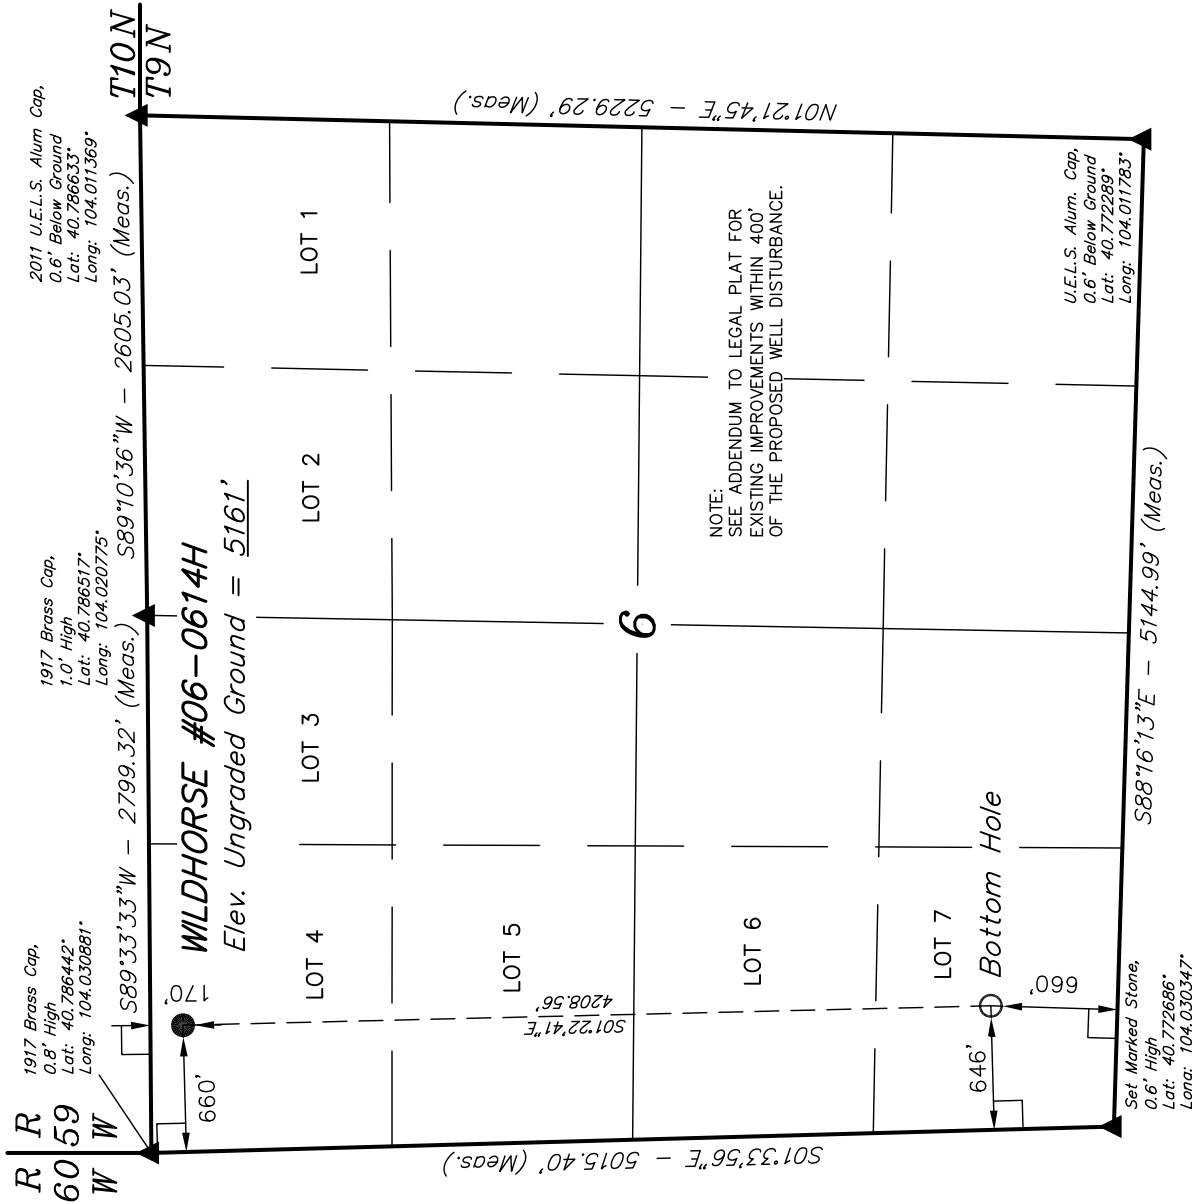 R R
60 59
W W
T10N
T9N
1917 Brass Cap,
0.8' High
Lat: 40.786442°
Long: 104.030881°
1917 Brass Cap,
1.0' High
Lat: 40.786517°
Long: 104.020775°
2011 U.E.L.S. Alum Cap,
0.6' Below Ground
Lat: 40.786633°
Long: 104.011369°
S89°33'33"W - 2799.32' (Meas.)
S89°10'36"W - 2605.03' (Meas.)
170'
660'
WILDHORSE #06-0614H
Elev. Ungraded Ground = 5161'
LOT 4
LOT 3
LOT 2
LOT 1
LOT 5
LOT 6
LOT 7
6
S01°22'41"E
4208.56'
NOTE:
SEE ADDENDUM TO LEGAL PLAT FOR
EXISTING IMPROVEMENTS WITHIN 400'
OF THE PROPOSED WELL DISTURBANCE.
Bottom Hole
646'
660'
S01°33'56"E - 5015.40' (Meas.)
N01°21'45"E - 5229.29' (Meas.)
S88°16'13"E - 5144.99' (Meas.)
Set Marked Stone,
0.6' High
Lat: 40.772686°
Long: 104.030347°
U.E.L.S. Alum. Cap,
0.6' Below Ground
Lat: 40.772289°
Long: 104.011783°